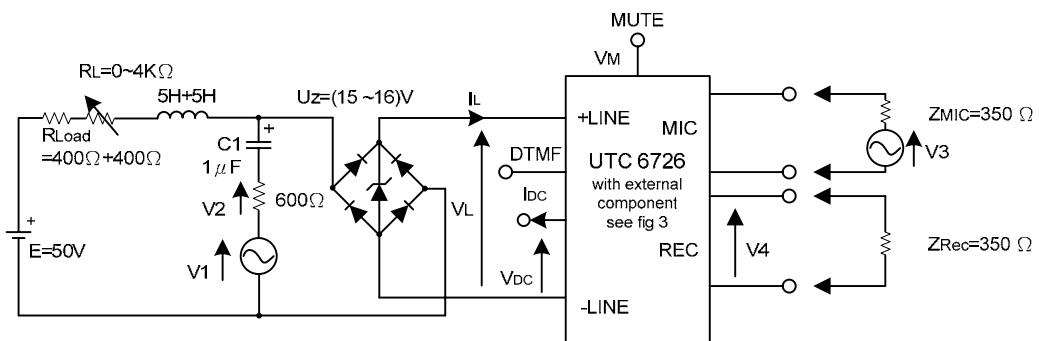 MUTE
VM
RL=0~4KΩ
5H+5H
RLoad
=400Ω+400Ω
C1
+
1μF
Uz=(15 ~16)V
IL
+LINE
MIC
ZMIC=350 Ω
V3
DTMF
UTC 6726
with external
component
see fig 3
IDC
V2
600Ω
VL
+
E=50V
V1
VDC
REC
V4
ZRec=350 Ω
-LINE